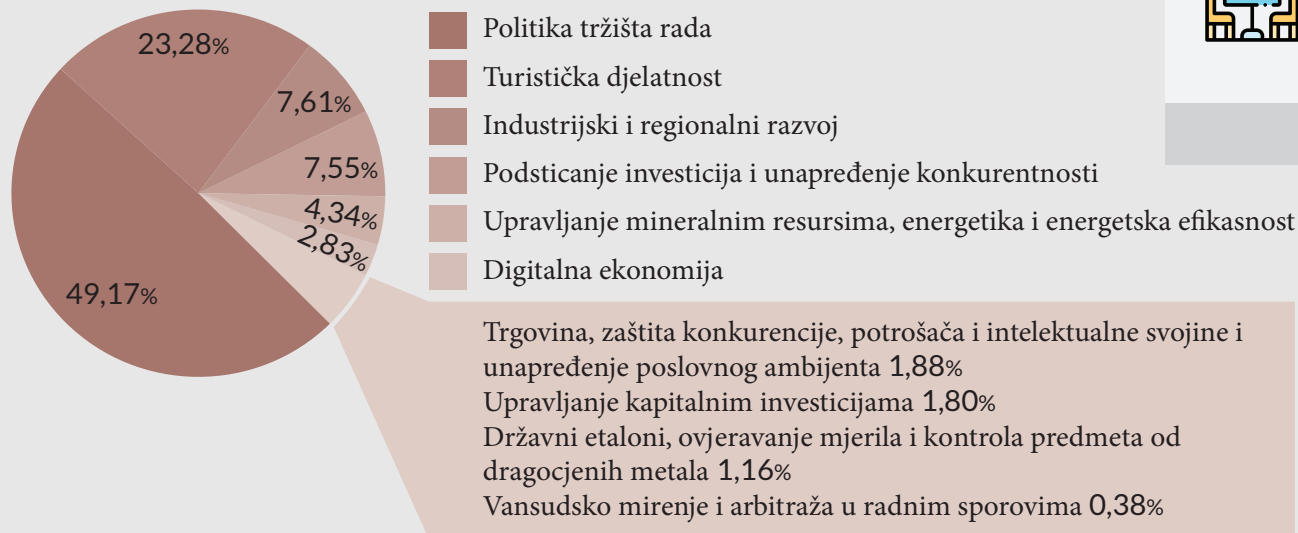 23,28%
7,61%
7,55%
4,34%
2,83%
49,17%
Politika tržišta rada
Turistička djelatnost
Industrijski i regionalni razvoj
Podsticanje investicija i unapređenje konkurentnosti
Upravljanje mineralnim resursima, energetika i energetska efikasnost
Digitalna ekonomija
Trgovina, zaštita konkurencije, potrošača i intelektualne svojine i
unapređenje poslovnog ambijenta 1,88%
Upravljanje kapitalnim investicijama 1,80%
Državni etaloni, ovjeravanje mjerila i kontrola predmeta od
dragocjenih metala 1,16%
Vansudsko mirenje i arbitraža u radnim sporovima 0,38%